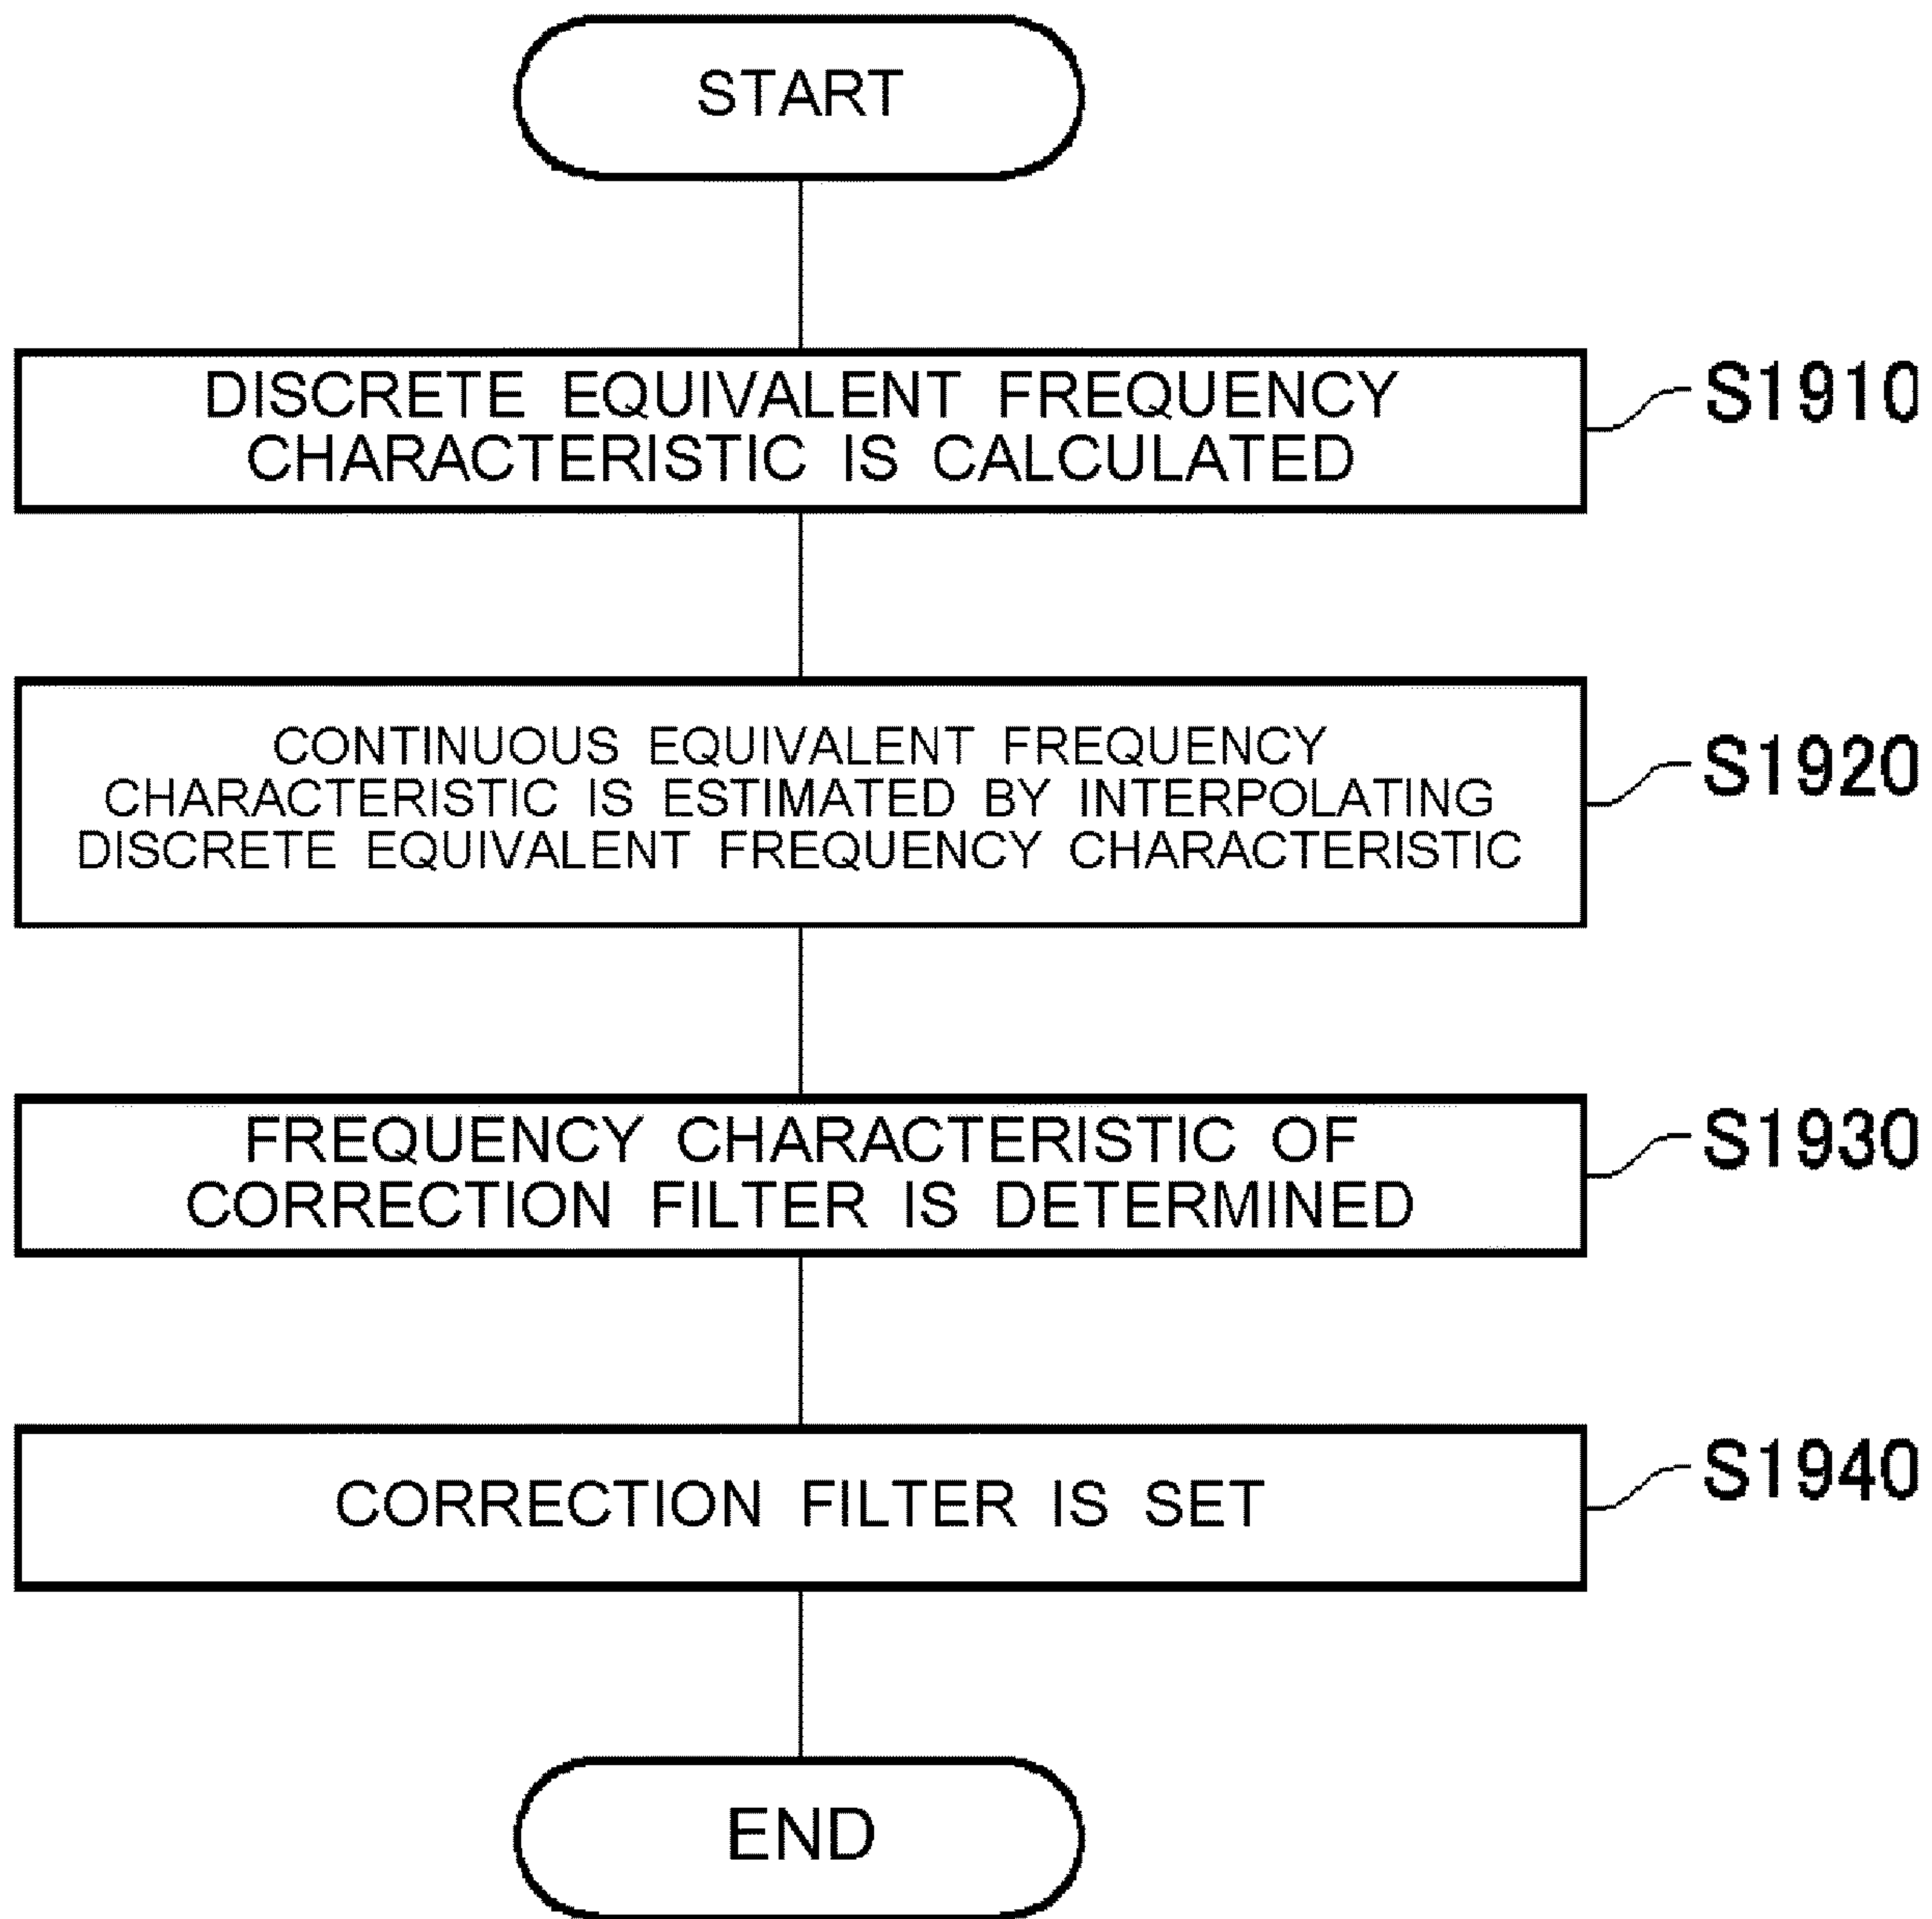 START
DISCRETE EQUIVALENT FREQUENCY
CHARACTERISTIC IS CALCULATED
S1910
CONTINUOUS EQUIVALENT FREQUENCY
CHARACTERISTIC IS ESTIMATED BY INTERPOLATING
DISCRETE EQUIVALENT FREQUENCY CHARACTERISTIC
S1920
FREQUENCY CHARACTERISTIC OF
CORRECTION FILTER IS DETERMINED
S1930
CORRECTION FILTER IS SET
S1940
END